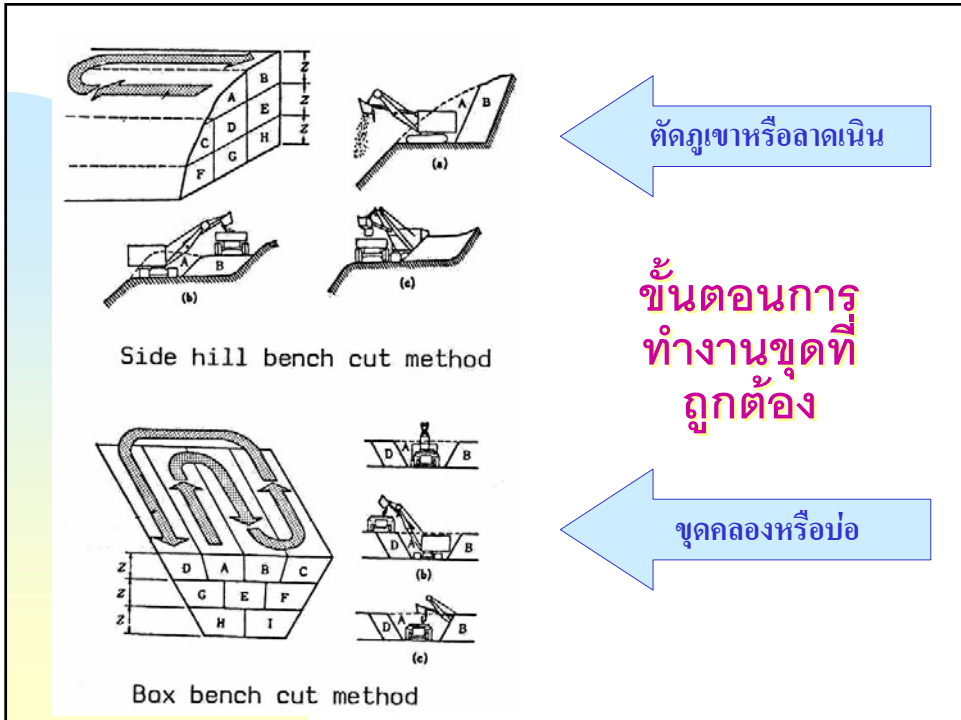 A
B
Z
C
D
E
Z
F
G
H
Z
A
B
(a)
A
B
(b)
(c)
Side hill bench cut method
ตัดภูเขาหรือลาดเนิน
ขั้นตอนการ
ทำงานขุดที่
ถูกต้อง
D
A
B
C
Z
G
E
F
Z
H
I
Z
D
A
B
D
A
B
(b)
D
A
B
(c)
Box bench cut method
ขุดคลองหรือบ่อ